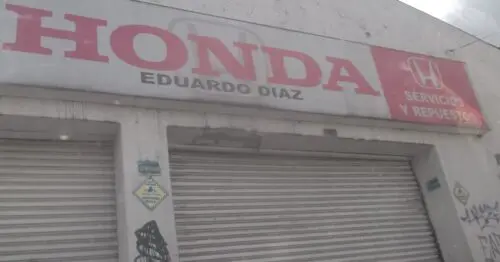 HONDA
EDUARDO DIAZ
SERVICIOS
Y REPUESTOS